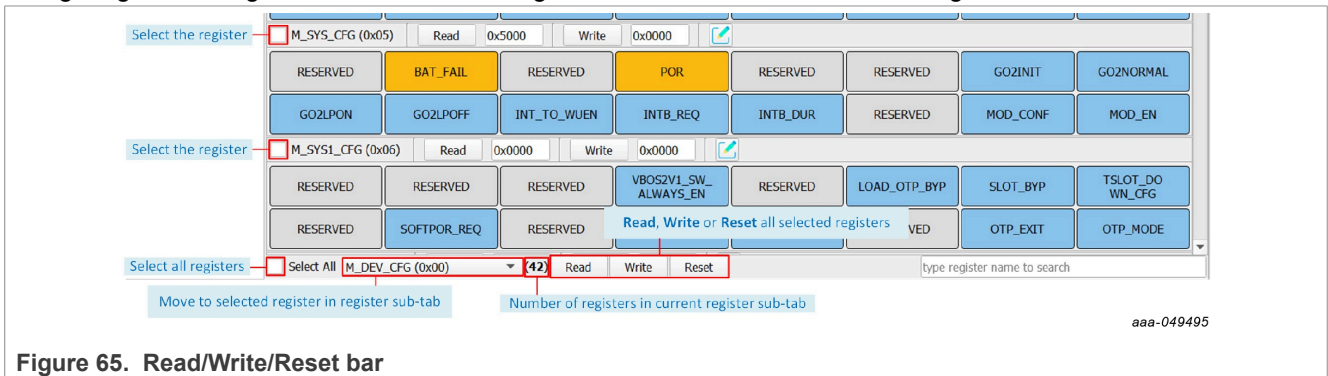 Select the register
M_SYS_CFG (0x05) Read 0x5000 Write 0x0000
RESERVED BAT_FAIL RESERVED POR RESERVED RESERVED GO2INIT GO2NORMAL
GO2LPON GO2LPOFF INT_TO_WUEN INTB_REQ INTB_DUR RESERVED MOD_CONF MOD_EN
Select the register
M_SYS1_CFG (0x06) Read 0x0000 Write 0x0000
RESERVED RESERVED RESERVED VBOS2V1_SW_ ALWAYS_EN RESERVED LOAD_OTP_BYP SLOT_BYP TSLOT_DO WN_CFG
RESERVED SOFTPOR_REQ RESERVED VED OTP_EXIT OTP_MODE
Read, Write or Reset all selected registers
Select all registers
Select All M_DEV_CFG (0x00) (42) Read Write Reset type register name to search
Move to selected register in register sub-tab
Number of registers in current register sub-tab
aaa-049495
Figure 65. Read/Write/Reset bar